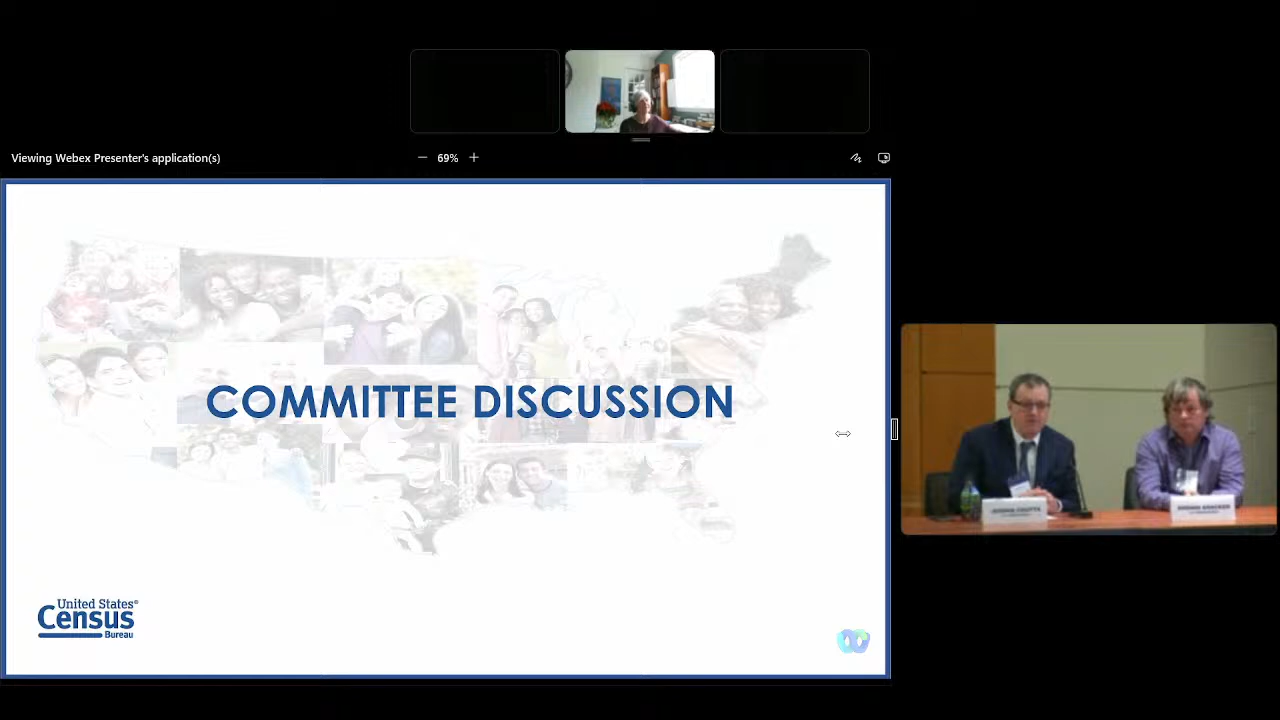 Viewing Webex Presenter's application(s)
69%
COMMITTEE DISCUSSION
United States®
Census
Bureau